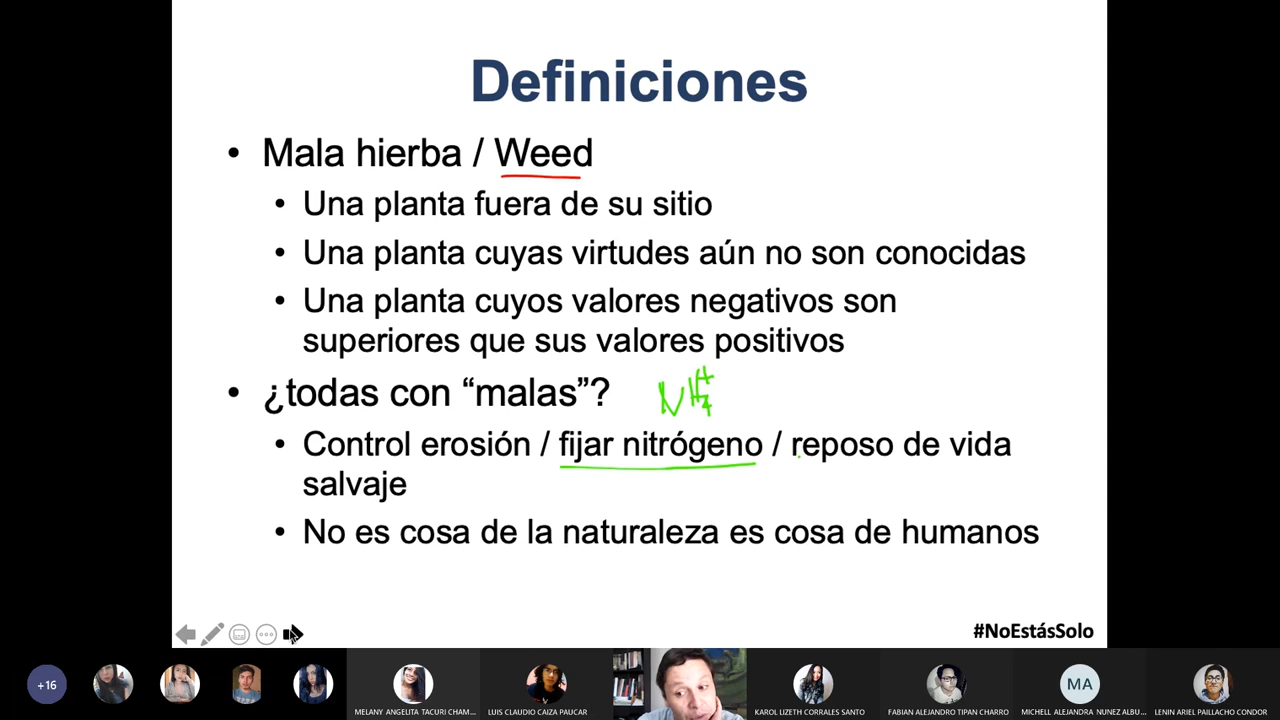 Definiciones
• Mala hierba / Weed
• Una planta fuera de su sitio
• Una planta cuyas virtudes aún no son conocidas
• Una planta cuyos valores negativos son
superiores que sus valores positivos
• ¿todas con “malas”?
NH4+
• Control erosión / fijar nitrógeno / reposo de vida
salvaje
• No es cosa de la naturaleza es cosa de humanos
#NoEstásSolo
+16
MELANY ANGELITA TACURI CHAM...
LUIS CLAUDIO CAIZA PAUCAR
KAROL LIZETH CORRALES SANTO
FABIAN ALEJANDRO TIPAN CHARRO
MA
MICHELL ALEJANDRA NUNEZ ALBU...
LENIN ARIEL PAILLACHO CONDOR